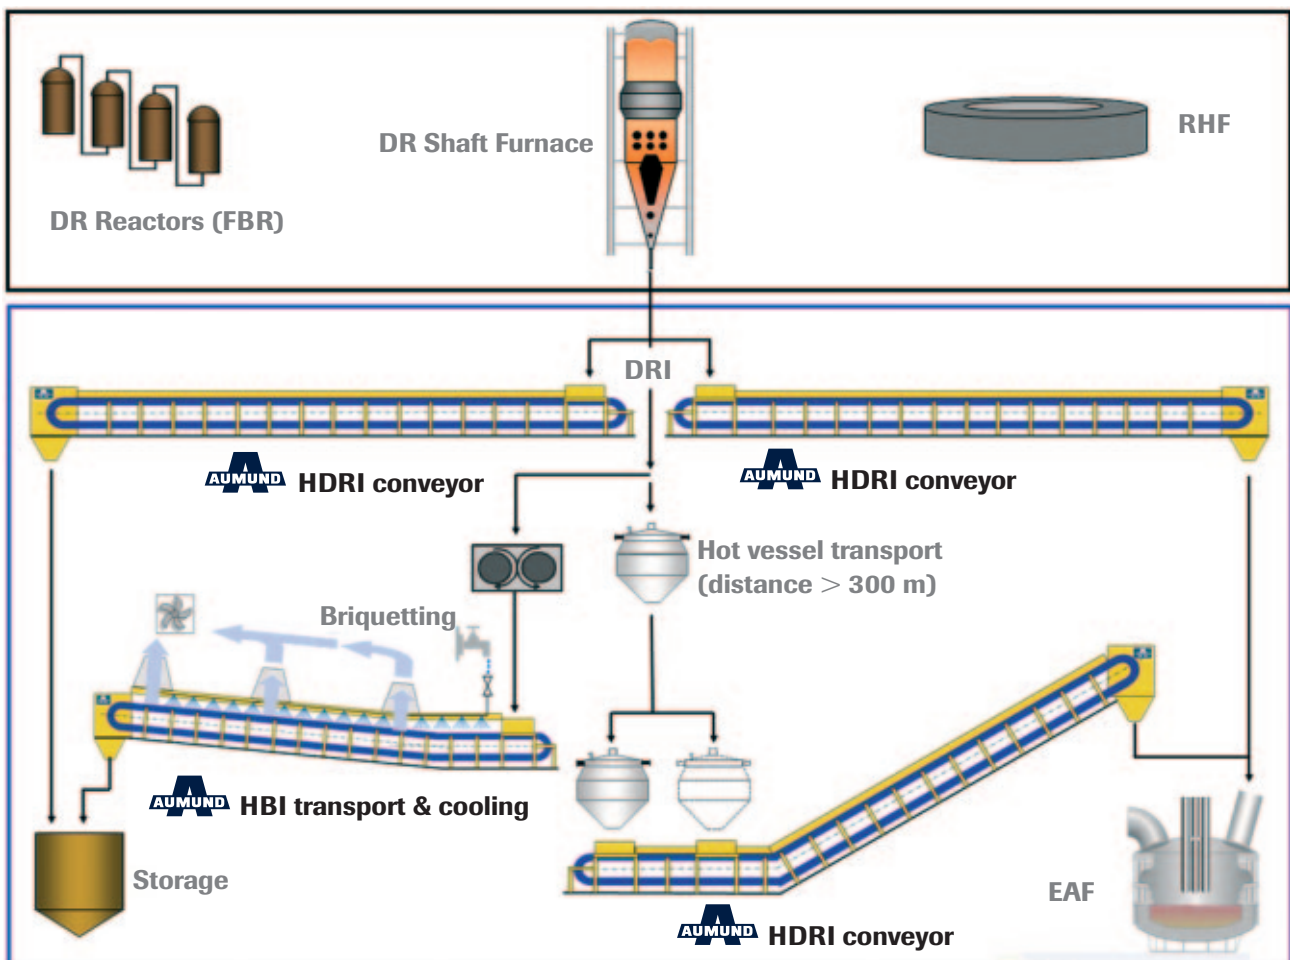 DR Shaft Furnace
RHF
DR Reactors (FBR)
DRI
AUMUND HDRI conveyor
AUMUND HDRI conveyor
Hot vessel transport
(distance > 300 m)
Briquetting
AUMUND HBI transport & cooling
Storage
EAF
AUMUND HDRI conveyor